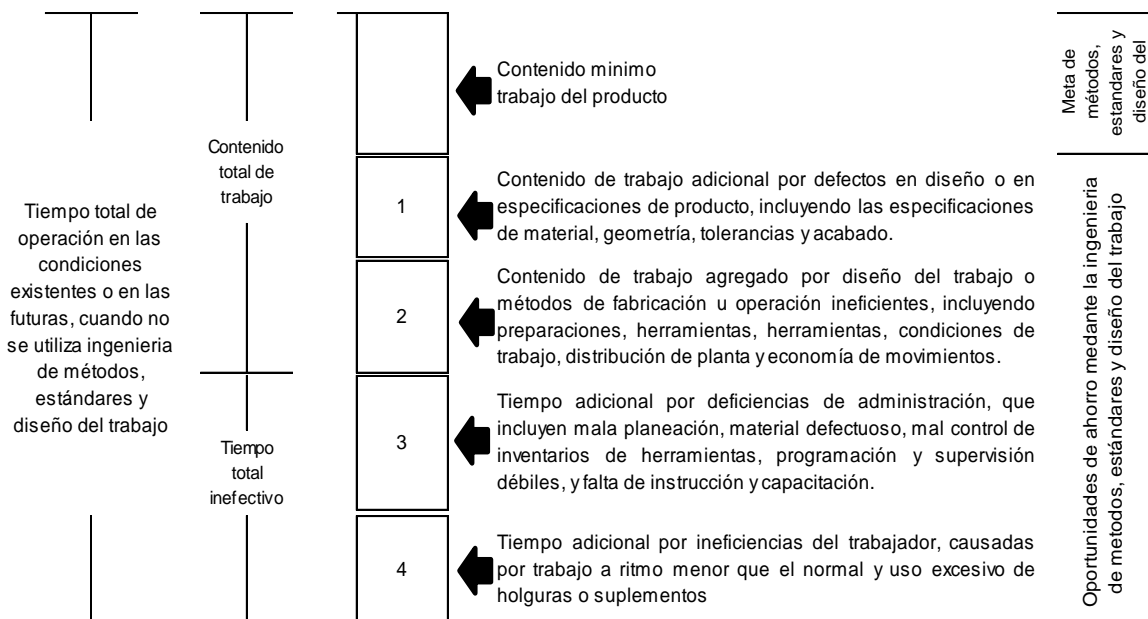 Tiempo total de
operación en las
condiciones
existentes o en las
futuras, cuando no
se utiliza ingenieria
de métodos,
estándares y
diseño del trabajo
Contenido
total de
trabajo
Tiempo
total
inefectivo
Contenido minimo
trabajo del producto
1
Contenido de trabajo adicional por defectos en diseño o en
especificaciones de producto, incluyendo las especificaciones
de material, geometría, tolerancias y acabado.
2
Contenido de trabajo agregado por diseño del trabajo o
métodos de fabricación u operación ineficientes, incluyendo
preparaciones, herramientas, herramientas, condiciones de
trabajo, distribución de planta y economía de movimientos.
3
Tiempo adicional por deficiencias de administración, que
incluyen mala planeación, material defectuoso, mal control de
inventarios de herramientas, programación y supervisión
débiles, y falta de instrucción y capacitación.
4
Tiempo adicional por ineficiencias del trabajador, causadas
por trabajo a ritmo menor que el normal y uso excesivo de
holguras o suplementos
Meta de
métodos,
estandares y
diseño del
Oportunidades de ahorro medante la ingenieria
de metodos, estándares y diseño del trabajo